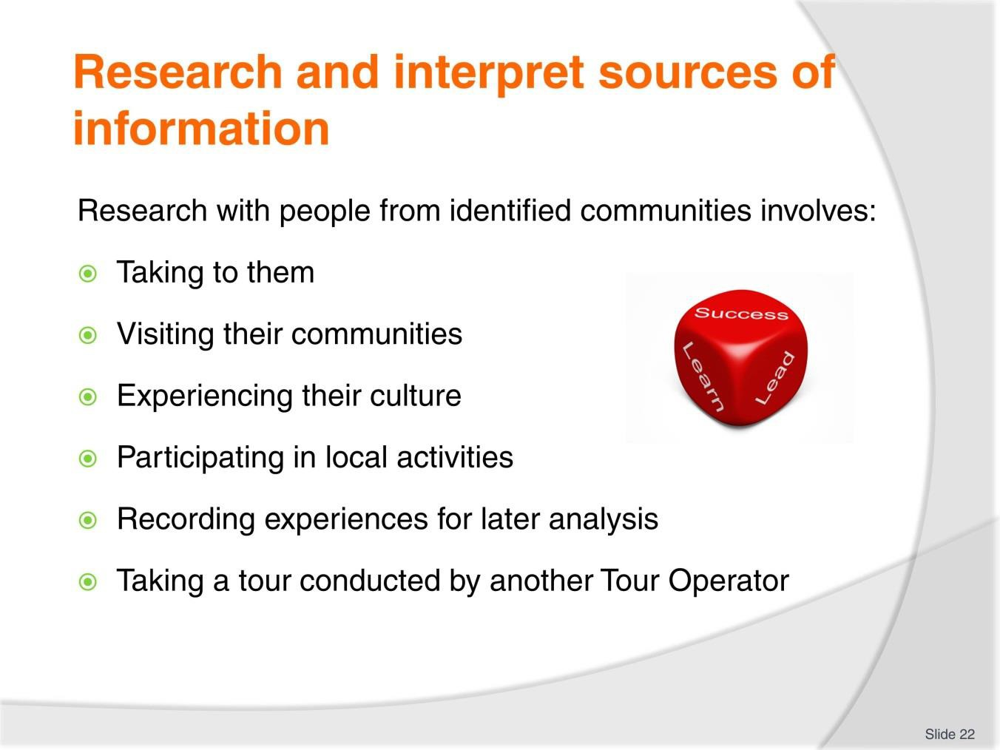 Research and interpret sources of
information
Research with people from identified communities involves:
Taking to them
Visiting their communities
Experiencing their culture
Participating in local activities
Recording experiences for later analysis
Taking a tour conducted by another Tour Operator
Success
Learn
Lead
Slide 22